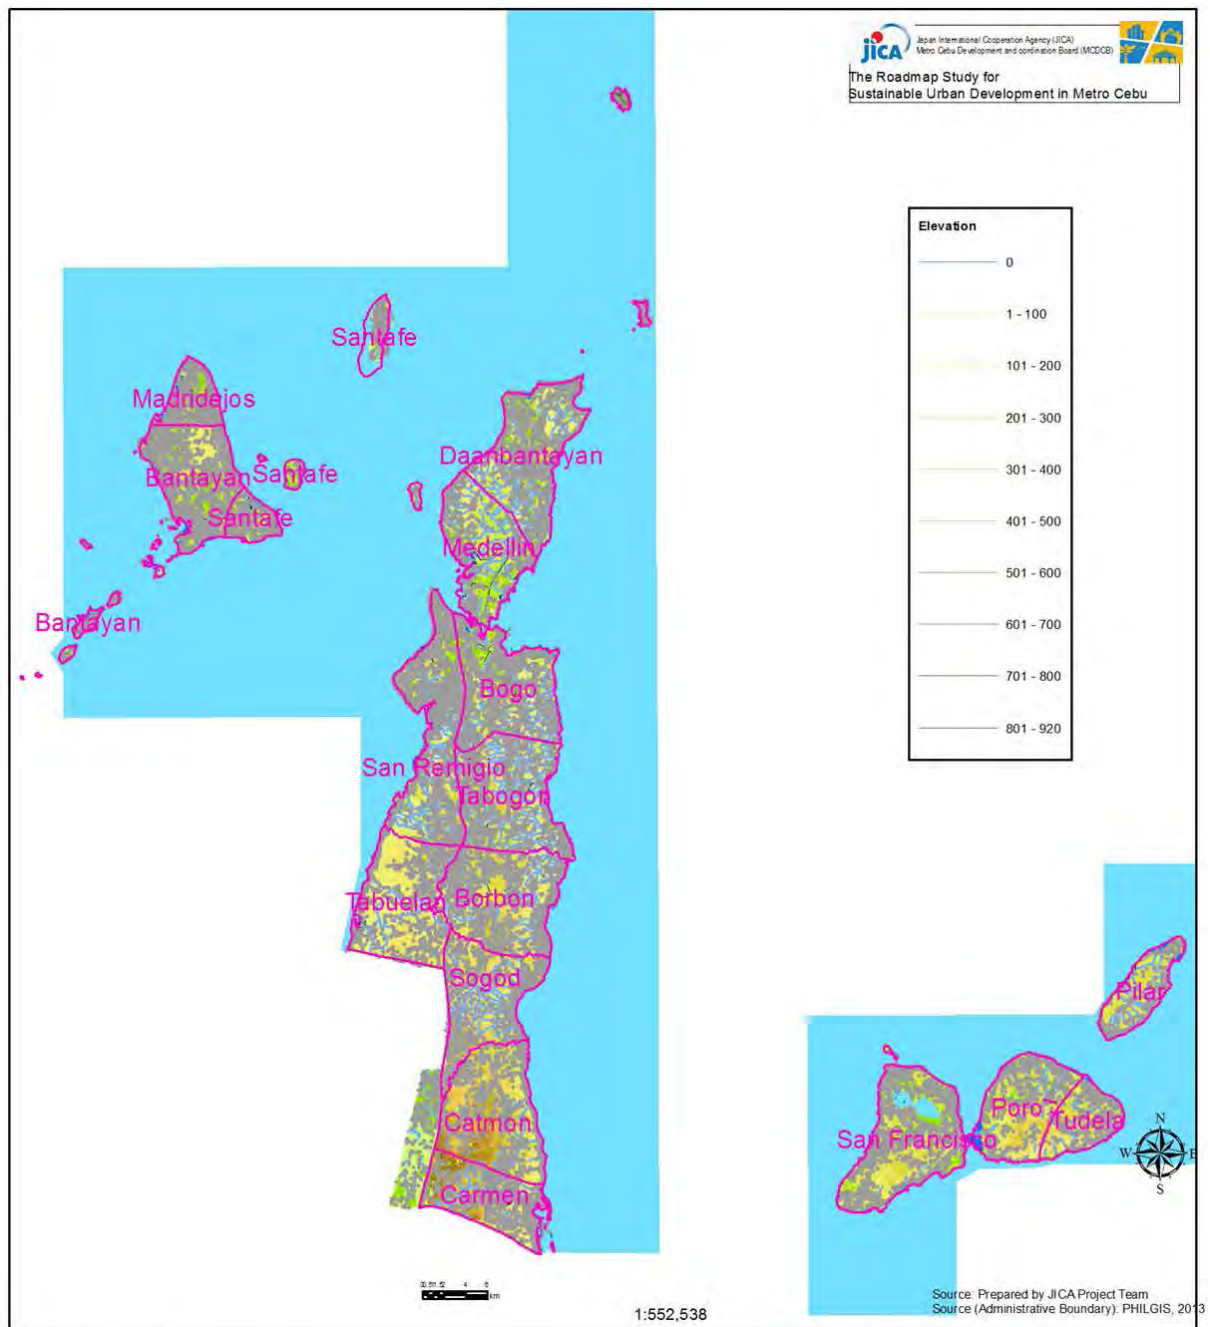 JICA
Japan International Cooperation Agency (JICA)
Metro Cebu Development and cordination Board (MCDCB)
The Roadmap Study for
Sustainable Urban Development in Metro Cebu
Elevation
0
1 - 100
101 - 200
201 - 300
301 - 400
401 - 500
501 - 600
601 - 700
701 - 800
801 - 920
Santafe
Madridejos
Daanbantayan
Bantayan
Santafe
Santafe
Medellin
Bantayan
Bogo
San Remigio
Tabogon
Tabuelan
Borbon
Sogod
Pilar
Catmon
Poro
Tudela
San Francisco
Carmen
N
W
E
S
4
km
1:552,538
Source: Prepared by JICA Project Team
Source (Administrative Boundary): PHILGIS, 2013